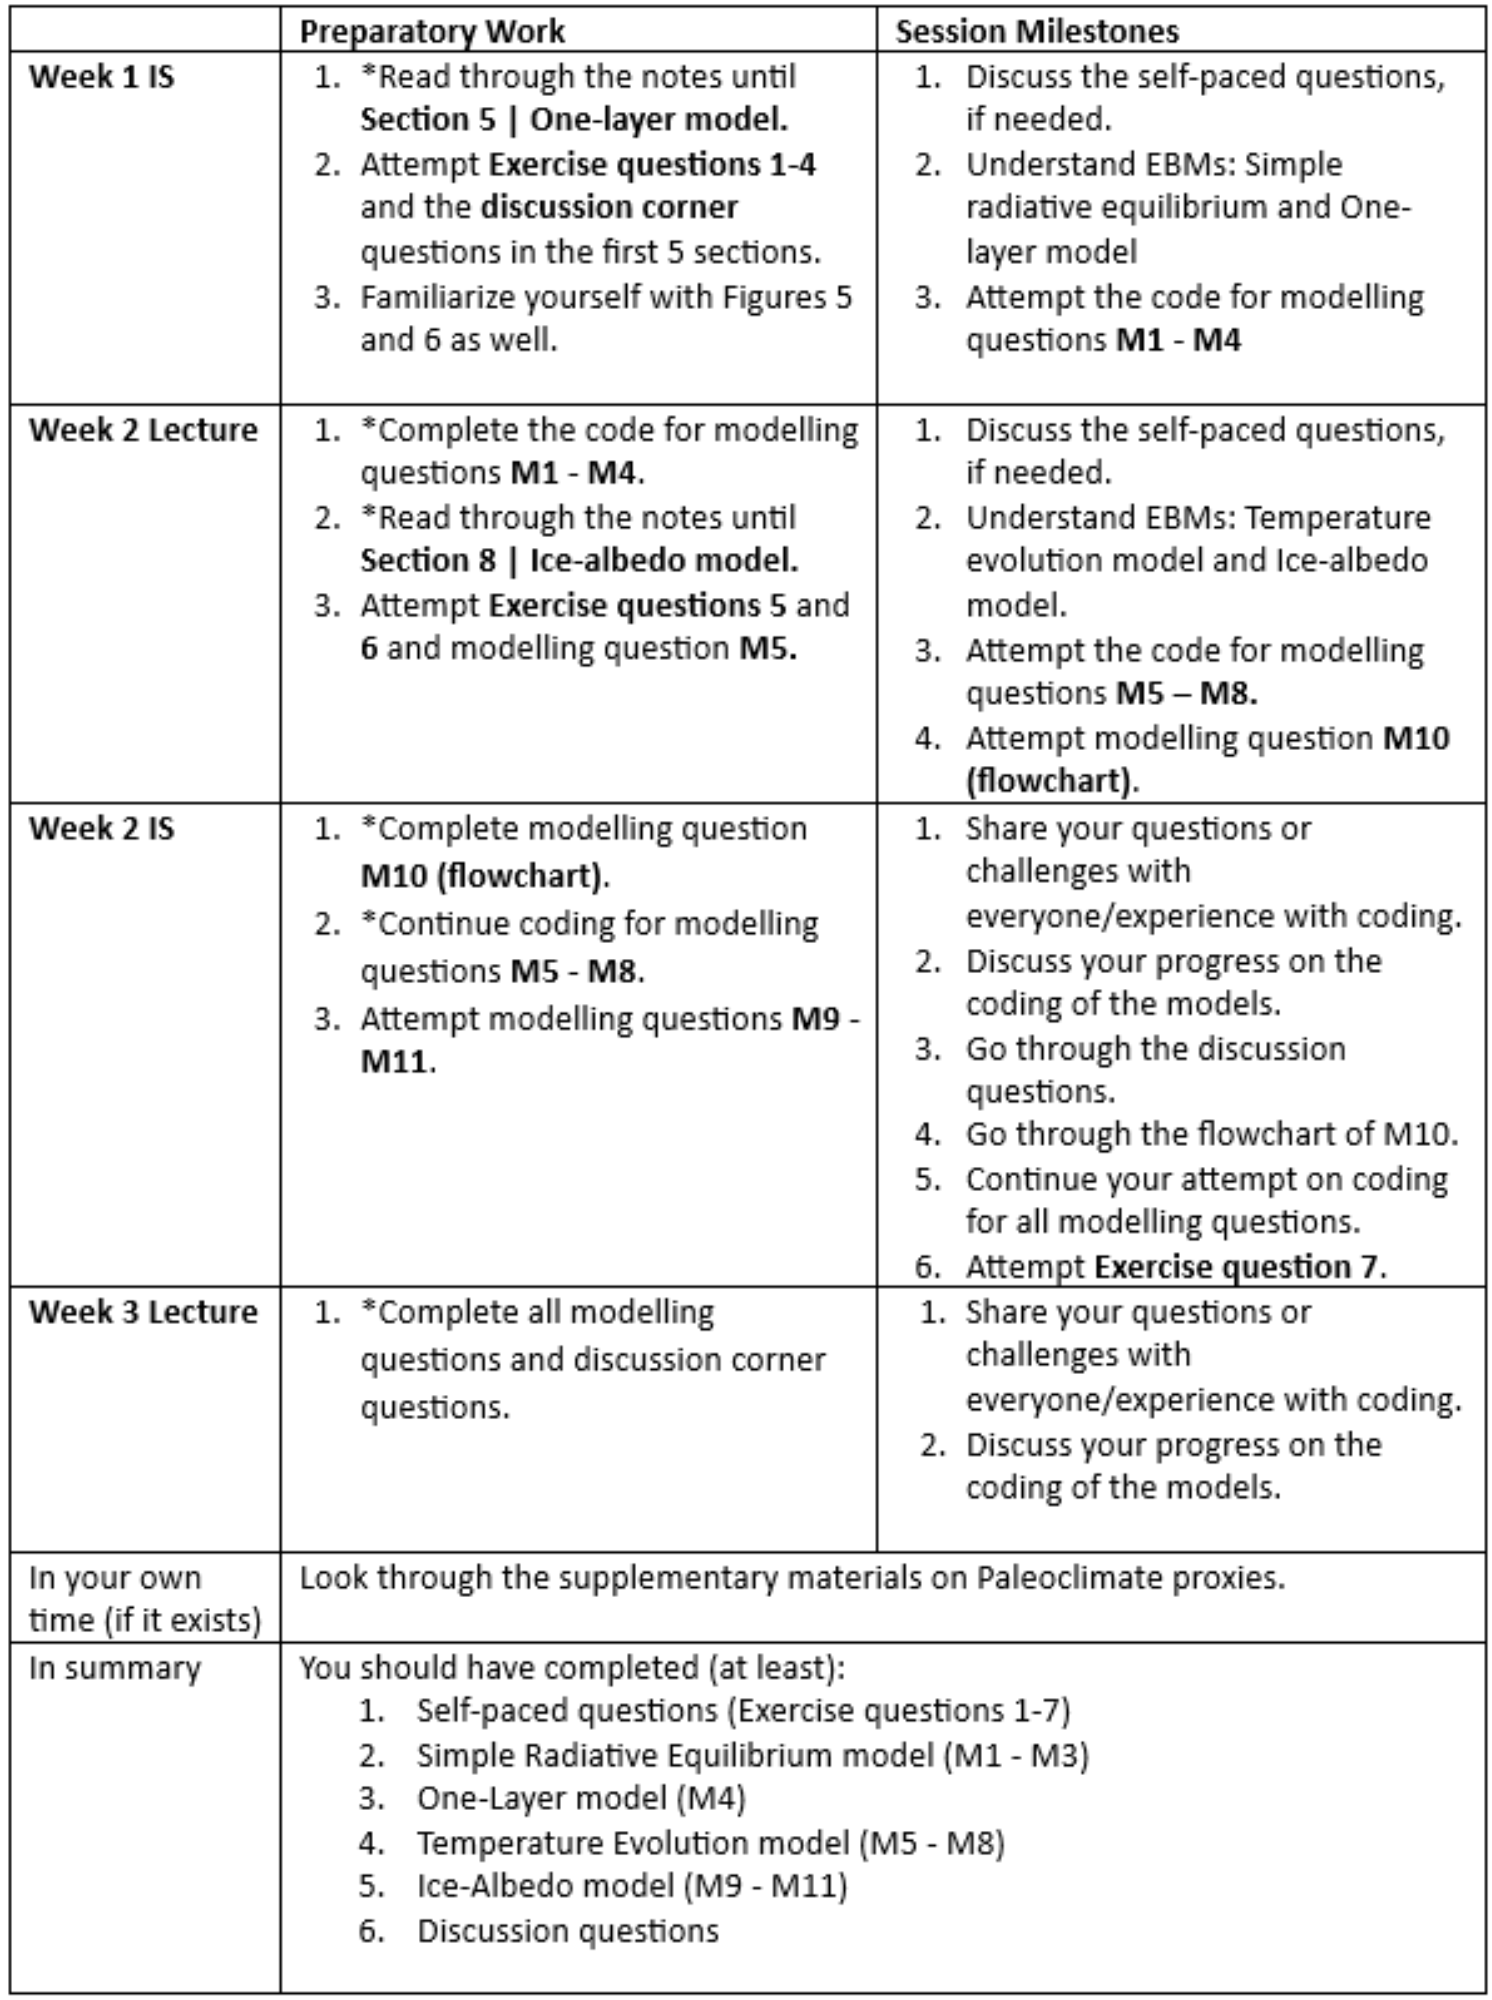 Preparatory Work
Session Milestones
Week 1 IS
1. *Read through the notes until
Section 5 | One-layer model.
2. Attempt Exercise questions 1-4
and the discussion corner
questions in the first 5 sections.
3. Familiarize yourself with Figures 5
and 6 as well.
1. Discuss the self-paced questions,
if needed.
2. Understand EBMs: Simple
radiative equilibrium and One-
layer model
3. Attempt the code for modelling
questions M1 - M4
Week 2 Lecture
1. *Complete the code for modelling
questions M1 - M4.
2. *Read through the notes until
Section 8 | Ice-albedo model.
3. Attempt Exercise questions 5 and
6 and modelling question M5.
1. Discuss the self-paced questions,
if needed.
2. Understand EBMs: Temperature
evolution model and Ice-albedo
model.
3. Attempt the code for modelling
questions M5 – M8.
4. Attempt modelling question M10
(flowchart).
Week 2 IS
1. *Complete modelling question
M10 (flowchart).
2. *Continue coding for modelling
questions M5 - M8.
3. Attempt modelling questions M9 -
M11.
1. Share your questions or
challenges with
everyone/experience with coding.
2. Discuss your progress on the
coding of the models.
3. Go through the discussion
questions.
4. Go through the flowchart of M10.
5. Continue your attempt on coding
for all modelling questions.
6. Attempt Exercise question 7.
Week 3 Lecture
1. *Complete all modelling
questions and discussion corner
questions.
1. Share your questions or
challenges with
everyone/experience with coding.
2. Discuss your progress on the
coding of the models.
In your own
time (if it exists)
Look through the supplementary materials on Paleoclimate proxies.
In summary
You should have completed (at least):
1. Self-paced questions (Exercise questions 1-7)
2. Simple Radiative Equilibrium model (M1 - M3)
3. One-Layer model (M4)
4. Temperature Evolution model (M5 - M8)
5. Ice-Albedo model (M9 - M11)
6. Discussion questions